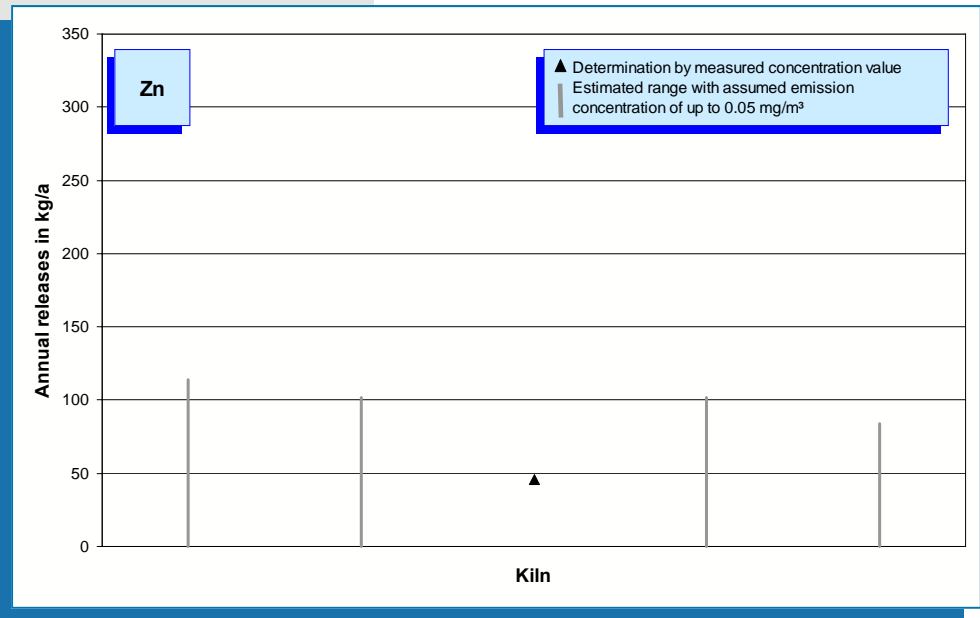 350
300
250
200
150
100
50
0
Annual releases in kg/a
Zn
Determination by measured concentration value
Estimated range with assumed emission
concentration of up to 0.05 mg/m³
Kiln